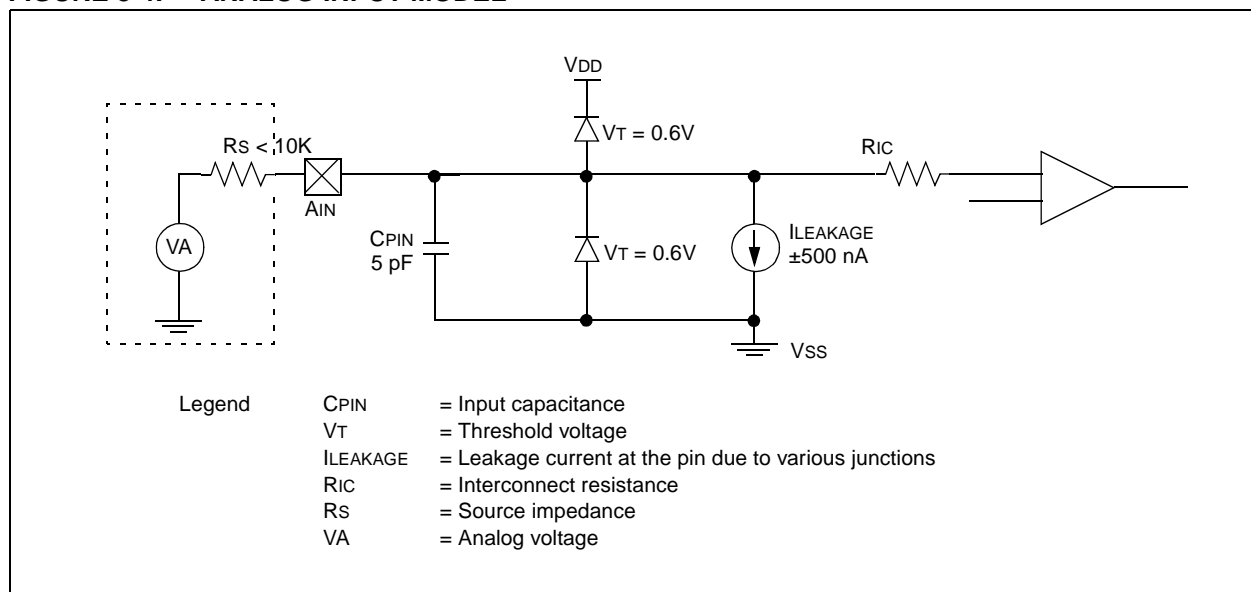 VDD
VT = 0.6V
RS < 10K
RIC
AIN
VA
CPIN
5 pF
VT = 0.6V
ILEAKAGE
±500 nA
VSS
Legend
CPIN = Input capacitance
VT = Threshold voltage
ILEAKAGE = Leakage current at the pin due to various junctions
RIC = Interconnect resistance
RS = Source impedance
VA = Analog voltage